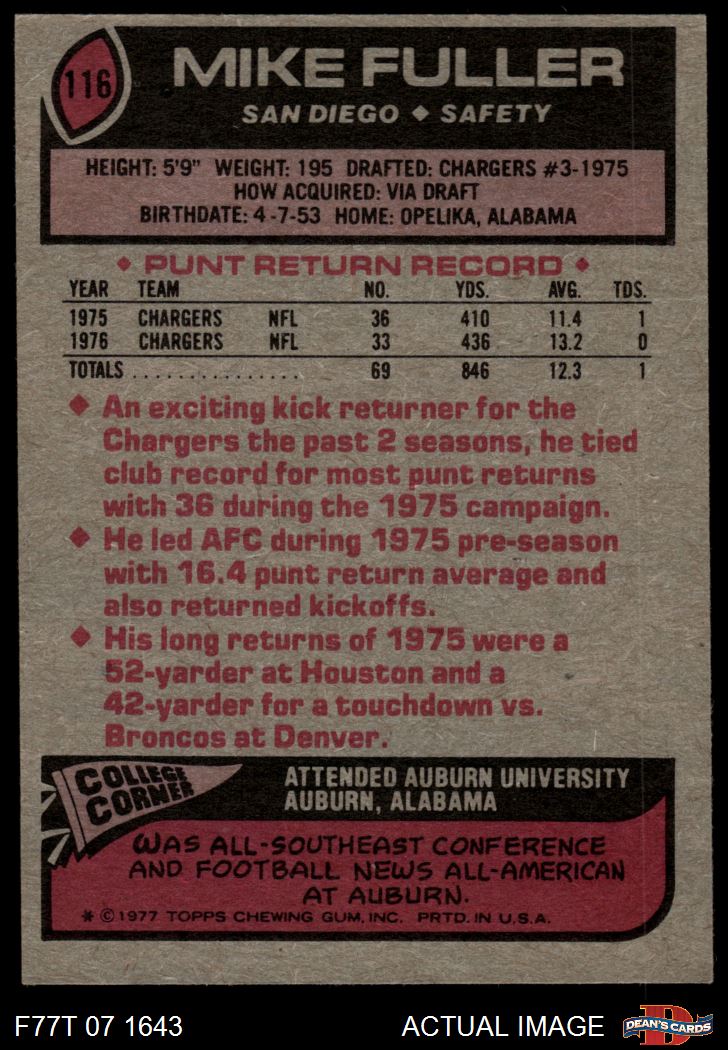 116
MIKE FULLER
SAN DIEGO ◆ SAFETY
HEIGHT: 5'9" WEIGHT: 195 DRAFTED: CHARGERS #3-1975
HOW ACQUIRED: VIA DRAFT
BIRTHDATE: 4-7-53 HOME: OPELIKA, ALABAMA
◆ PUNT RETURN RECORD ◆
YEAR TEAM NO. YDS. AVG. TDS.
1975 CHARGERS NFL 36 410 11.4 1
1976 CHARGERS NFL 33 436 13.2 0
TOTALS ................ 69 846 12.3 1
◆ An exciting kick returner for the
Chargers the past 2 seasons, he tied
club record for most punt returns
with 36 during the 1975 campaign.
◆ He led AFC during 1975 pre-season
with 16.4 punt return average and
also returned kickoffs.
◆ His long returns of 1975 were a
52-yarder at Houston and a
42-yarder for a touchdown vs.
Broncos at Denver.
COLLEGE
CORNER
ATTENDED AUBURN UNIVERSITY
AUBURN, ALABAMA
WAS ALL-SOUTHEAST CONFERENCE
AND FOOTBALL NEWS ALL-AMERICAN
AT AUBURN.
* © 1977 TOPPS CHEWING GUM, INC. PRTD. IN U.S.A.
F77T 07 1643 ACTUAL IMAGE
D
DEAN'S CARDS